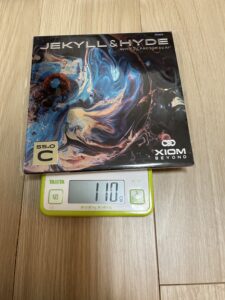 JEKYLL & HYDE
55.0
C
XIOM
BEYOND
TANITA
110
g